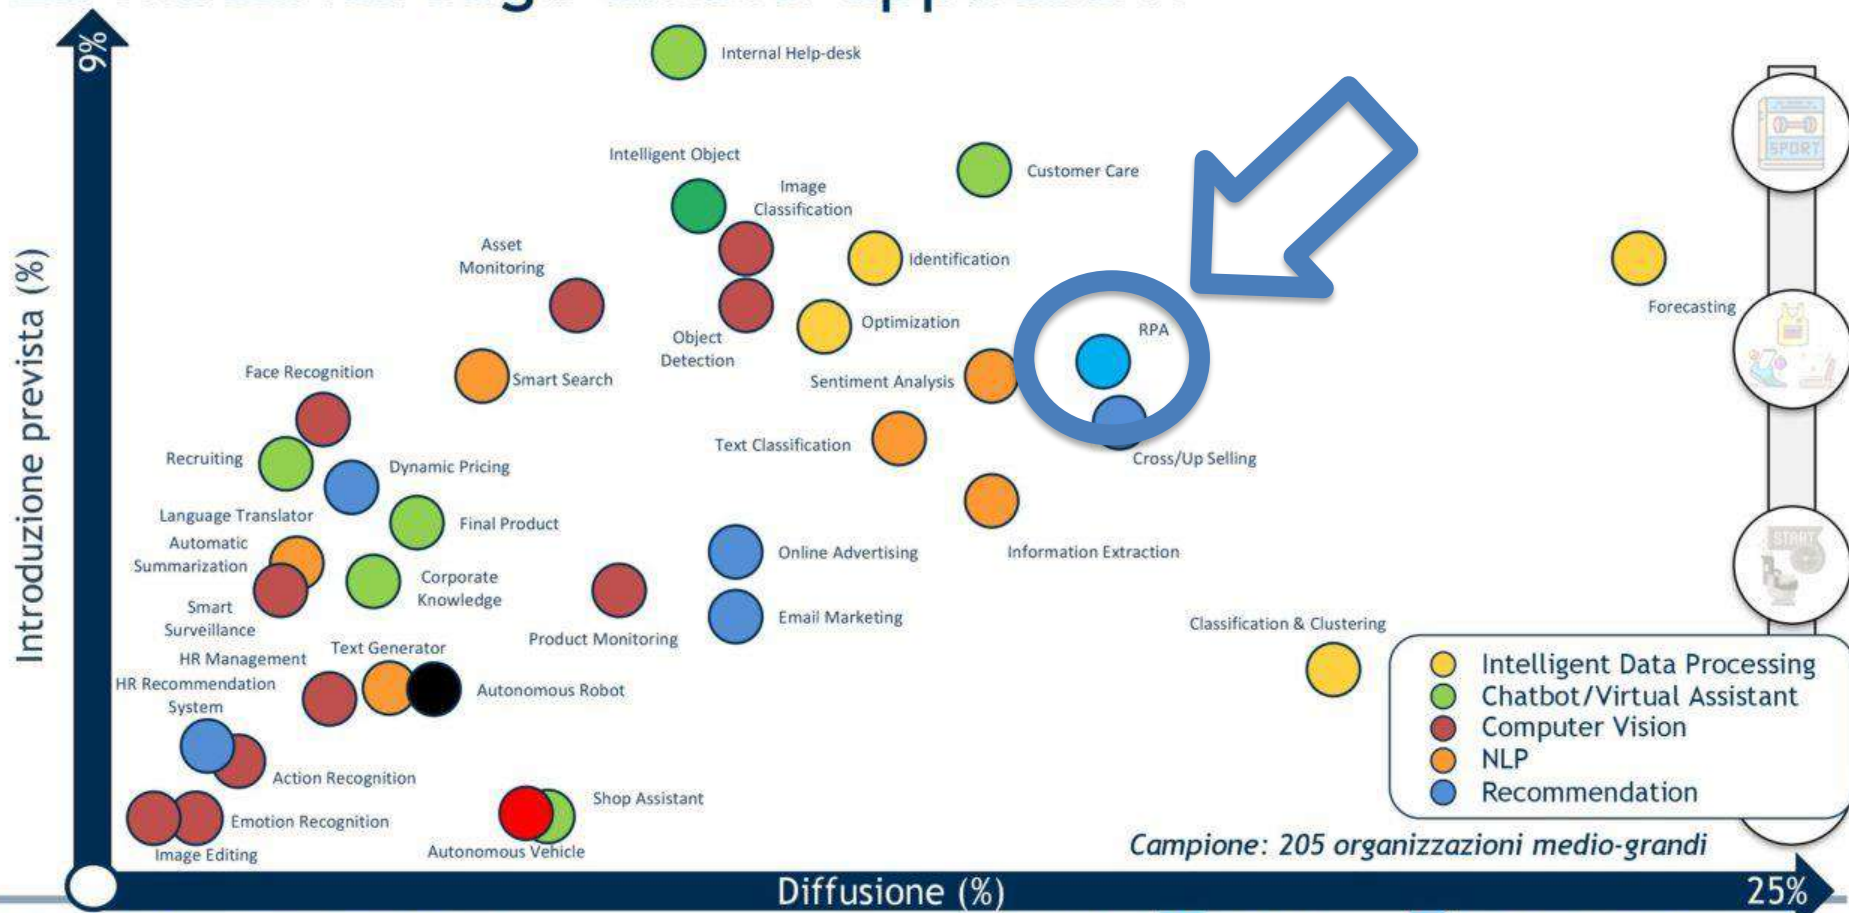 9%
Internal Help-desk
Intelligent Object
Customer Care
Image
Classification
Asset
Monitoring
Identification
Forecasting
Optimization
RPA
Object
Detection
Face Recognition
Smart Search
Sentiment Analysis
Text Classification
Cross/Up Selling
Recruiting
Dynamic Pricing
Language Translator
Final Product
Automatic
Summarization
Online Advertising
Information Extraction
Corporate
Knowledge
Smart
Surveillance
Email Marketing
Product Monitoring
Classification & Clustering
Text Generator
HR Management
HR Recommendation
System
Autonomous Robot
Action Recognition
Shop Assistant
Emotion Recognition
Autonomous Vehicle
Image Editing
SPORT
START
Intelligent Data Processing
Chatbot/Virtual Assistant
Computer Vision
NLP
Recommendation
Campione: 205 organizzazioni medio-grandi
Introduzione prevista (%)
Diffusione (%)
25%